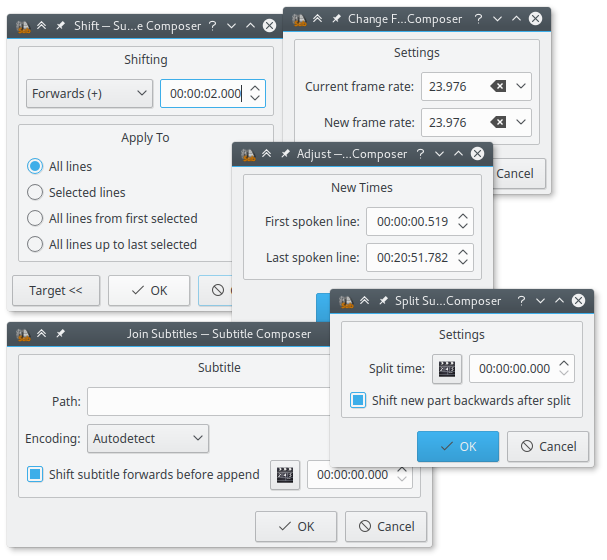 Shift — Su...e Composer
Shifting
Forwards (+)
00:00:02.000
Apply To
All lines
Selected lines
All lines from first selected
All lines up to last selected
Target <<
OK
Change F...Composer
Settings
Current frame rate:
23.976
New frame rate:
23.976
Cancel
Adjust —...Composer
New Times
First spoken line:
00:00:00.519
Last spoken line:
00:20:51.782
Split Su...Composer
Settings
Split time:
00:00:00.000
Shift new part backwards after split
OK
Cancel
Join Subtitles — Subtitle Composer
Subtitle
Path:
Encoding:
Autodetect
Shift subtitle forwards before append
00:00:00.000
OK
Cancel